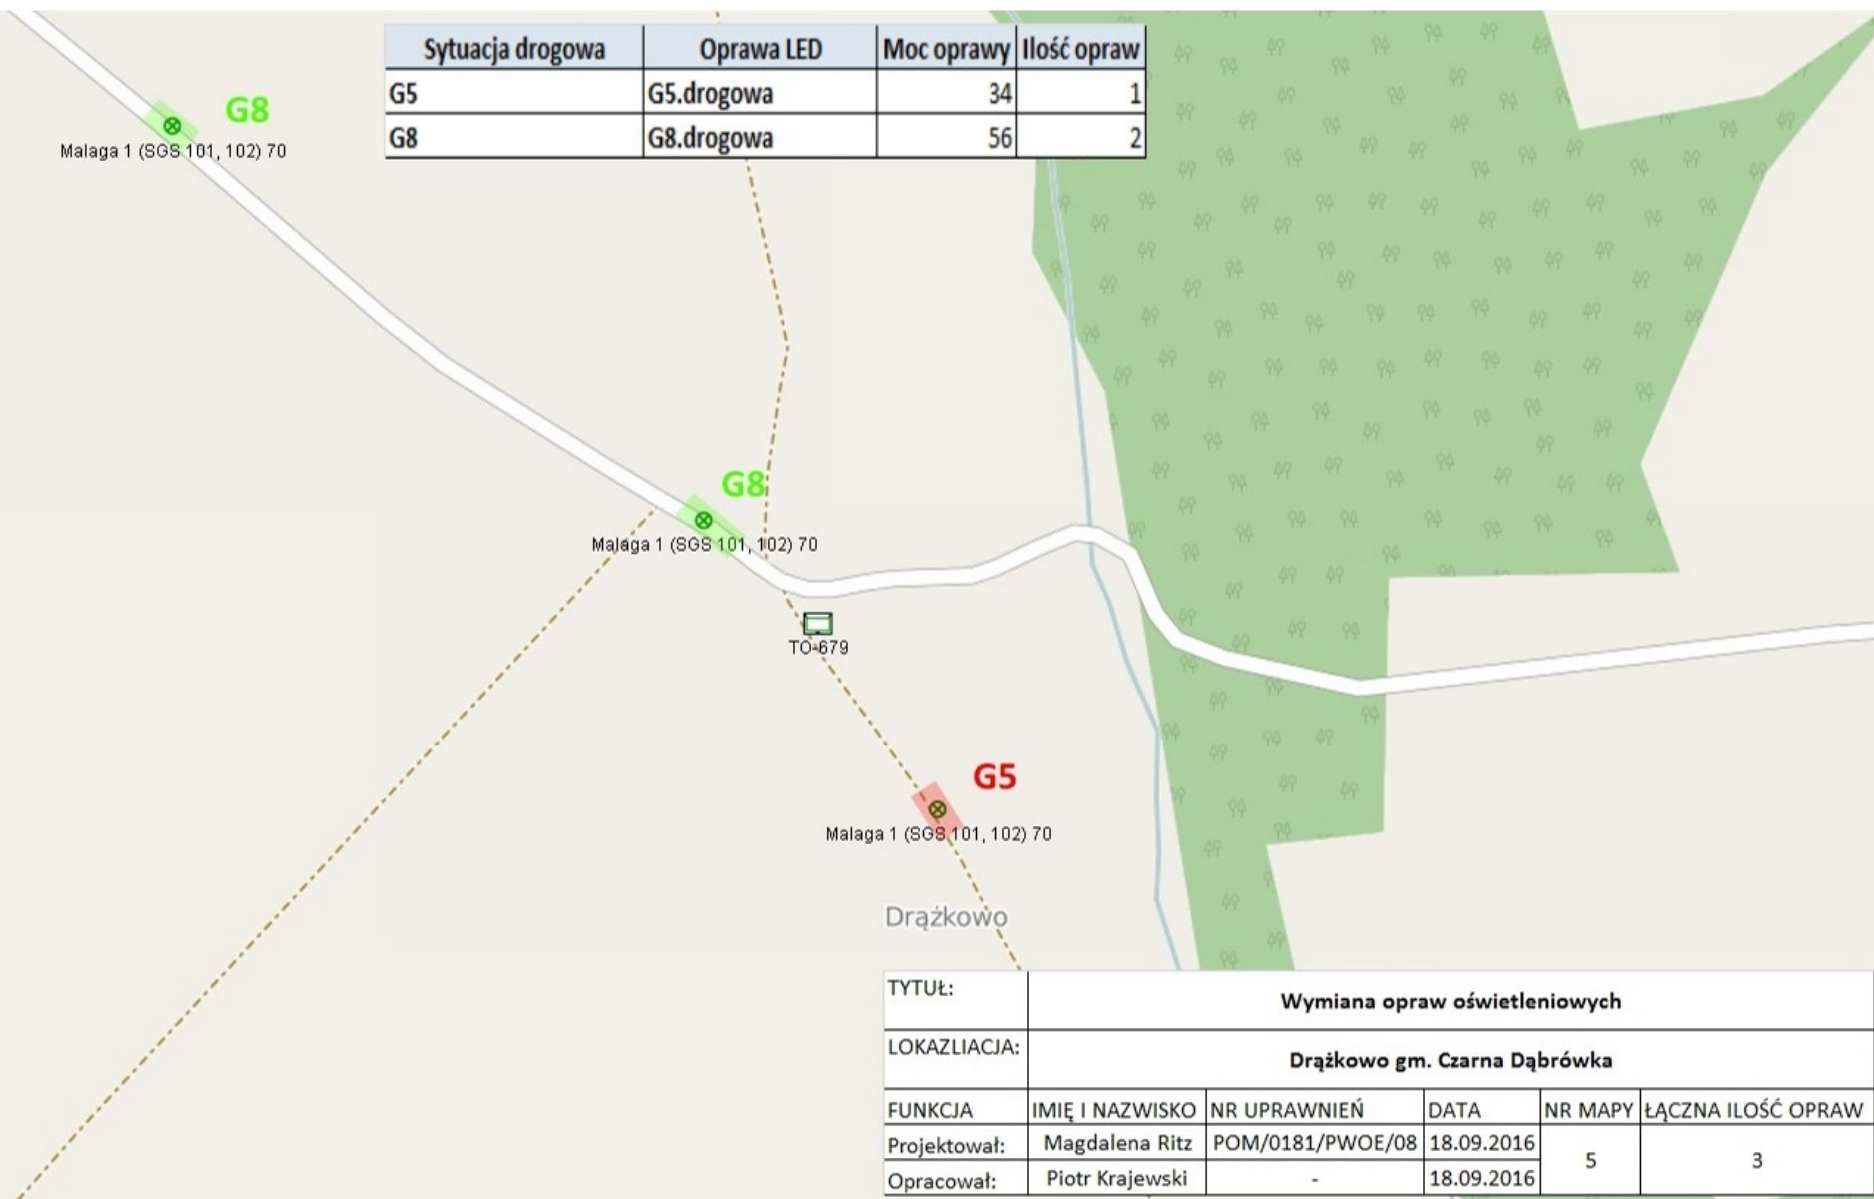 Sytuacja drogowa Oprawa LED Moc oprawy Ilość opraw
G5 G5.drogowa 34 1
G8 G8.drogowa 56 2
G8
Malaga 1 (SGS 101, 102) 70
G8
Malaga 1 (SGS 101, 102) 70
TO-679
G5
Malaga 1 (SGS 101, 102) 70
Drążkowo
TYTUŁ: Wymiana opraw oświetleniowych
LOKAZLIACJA: Drążkowo gm. Czarna Dąbrówka
FUNKCJA IMIĘ I NAZWISKO NR UPRAWNIEŃ DATA NR MAPY ŁĄCZNA ILOŚĆ OPRAW
Projektował: Magdalena Ritz POM/0181/PWOE/08 18.09.2016 5 3
Opracował: Piotr Krajewski - 18.09.2016